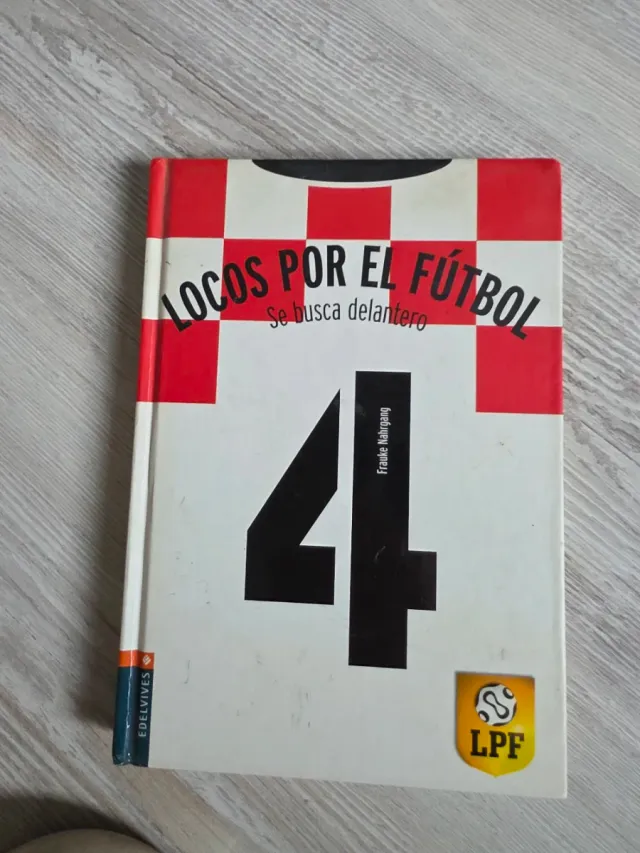 LOCOS POR EL FÚTBOL
Se busca delantero
4
Frauke Nahrgang
EDELVIVES
LPF